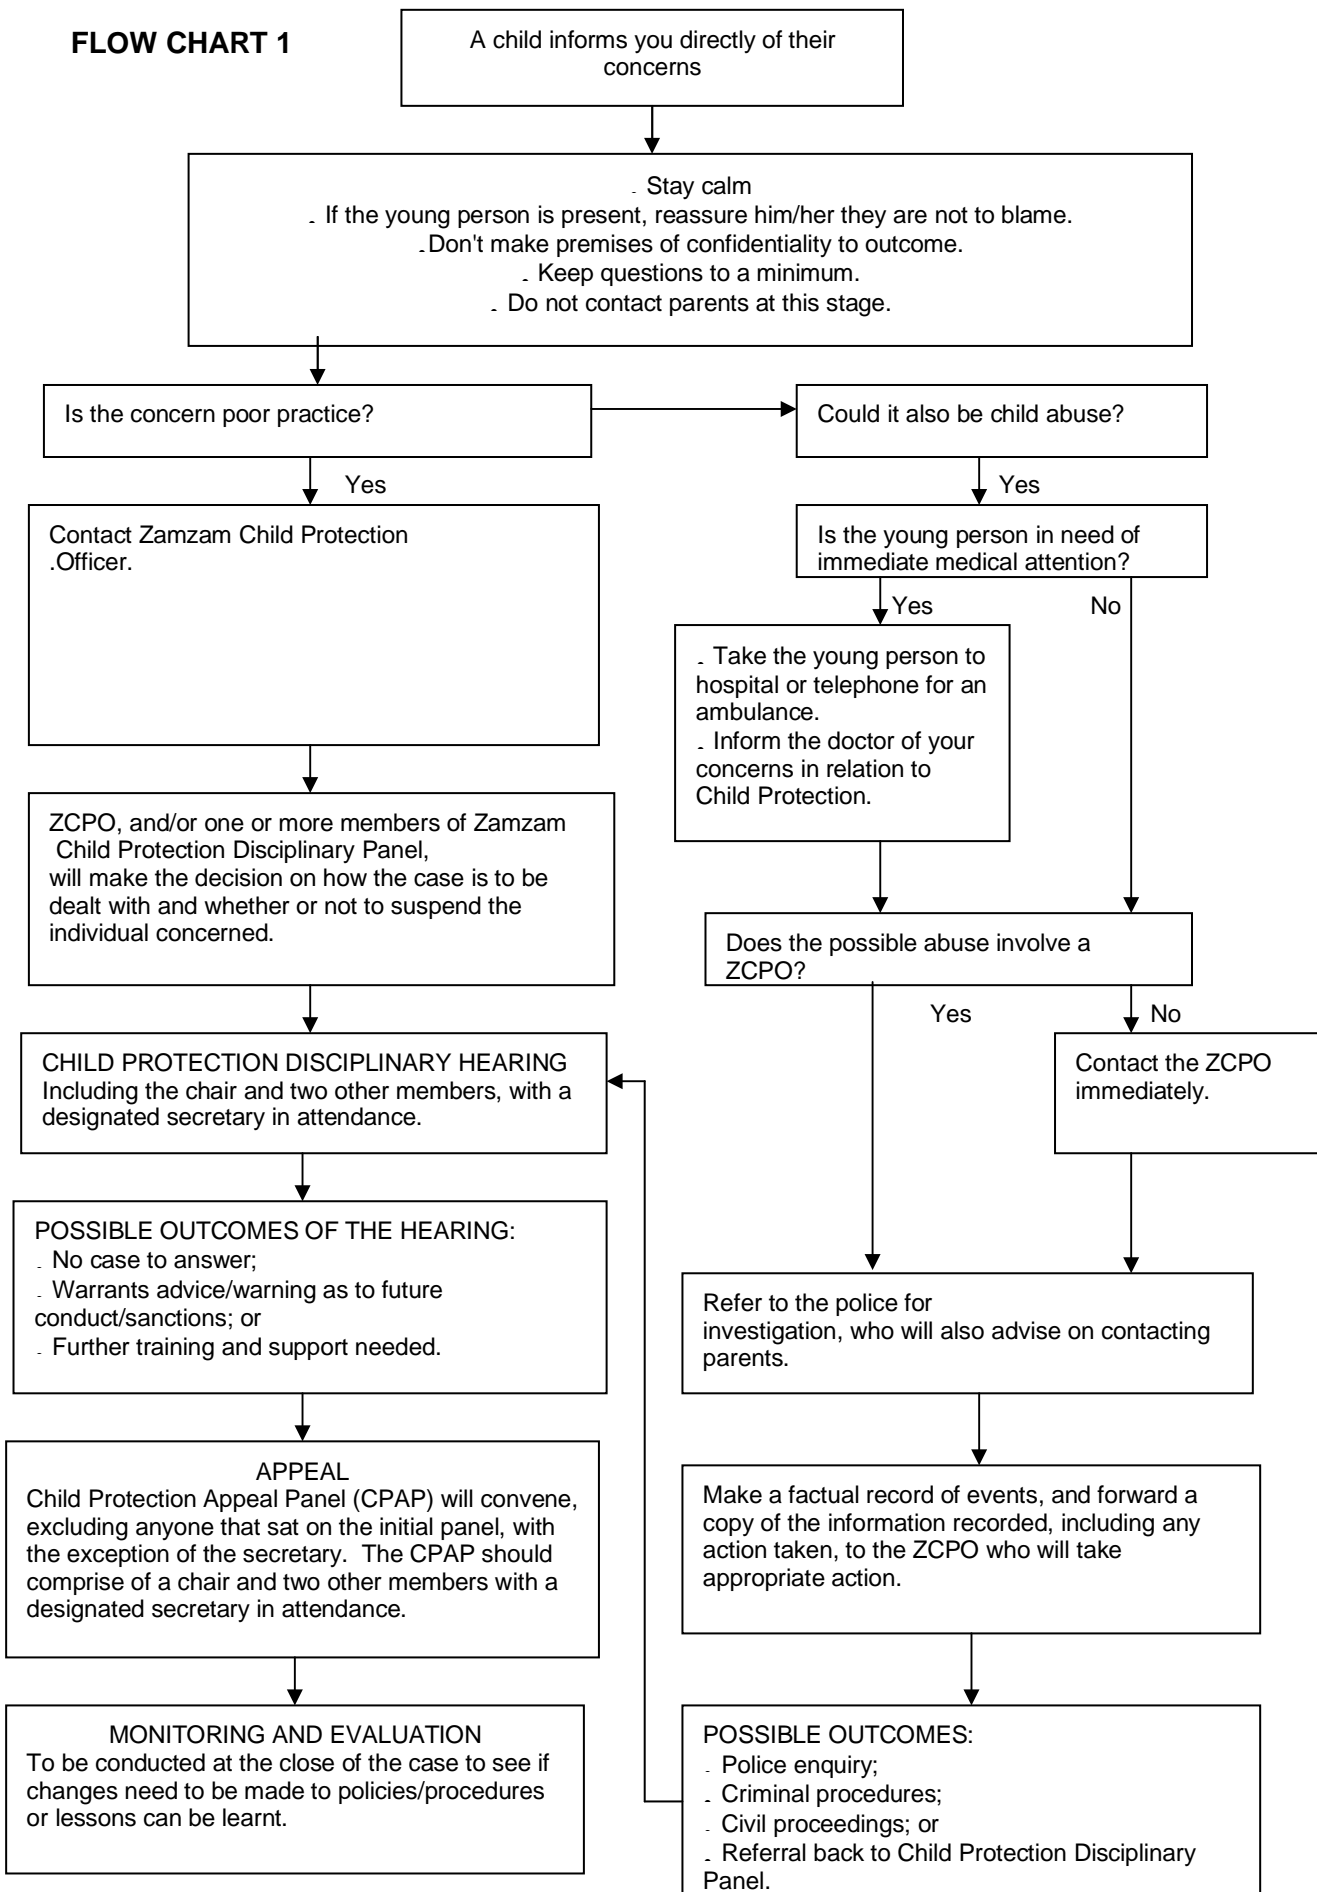 FLOW CHART 1
A child informs you directly of their
concerns
. Stay calm
. If the young person is present, reassure him/her they are not to blame.
.Don't make premises of confidentiality to outcome.
. Keep questions to a minimum.
. Do not contact parents at this stage.
Is the concern poor practice?
Could it also be child abuse?
Yes
Yes
Contact Zamzam Child Protection
.Officer.
Is the young person in need of
immediate medical attention?
Yes
No
. Take the young person to
hospital or telephone for an
ambulance.
. Inform the doctor of your
concerns in relation to
Child Protection.
ZCPO, and/or one or more members of Zamzam
Child Protection Disciplinary Panel,
will make the decision on how the case is to be
dealt with and whether or not to suspend the
individual concerned.
Does the possible abuse involve a
ZCPO?
Yes
No
CHILD PROTECTION DISCIPLINARY HEARING
Including the chair and two other members, with a
designated secretary in attendance.
Contact the ZCPO
immediately.
POSSIBLE OUTCOMES OF THE HEARING:
. No case to answer;
. Warrants advice/warning as to future
conduct/sanctions; or
. Further training and support needed.
Refer to the police for
investigation, who will also advise on contacting
parents.
APPEAL
Child Protection Appeal Panel (CPAP) will convene,
excluding anyone that sat on the initial panel, with
the exception of the secretary. The CPAP should
comprise of a chair and two other members with a
designated secretary in attendance.
Make a factual record of events, and forward a
copy of the information recorded, including any
action taken, to the ZCPO who will take
appropriate action.
MONITORING AND EVALUATION
To be conducted at the close of the case to see if
changes need to be made to policies/procedures
or lessons can be learnt.
POSSIBLE OUTCOMES:
. Police enquiry;
. Criminal procedures;
. Civil proceedings; or
. Referral back to Child Protection Disciplinary
Panel.